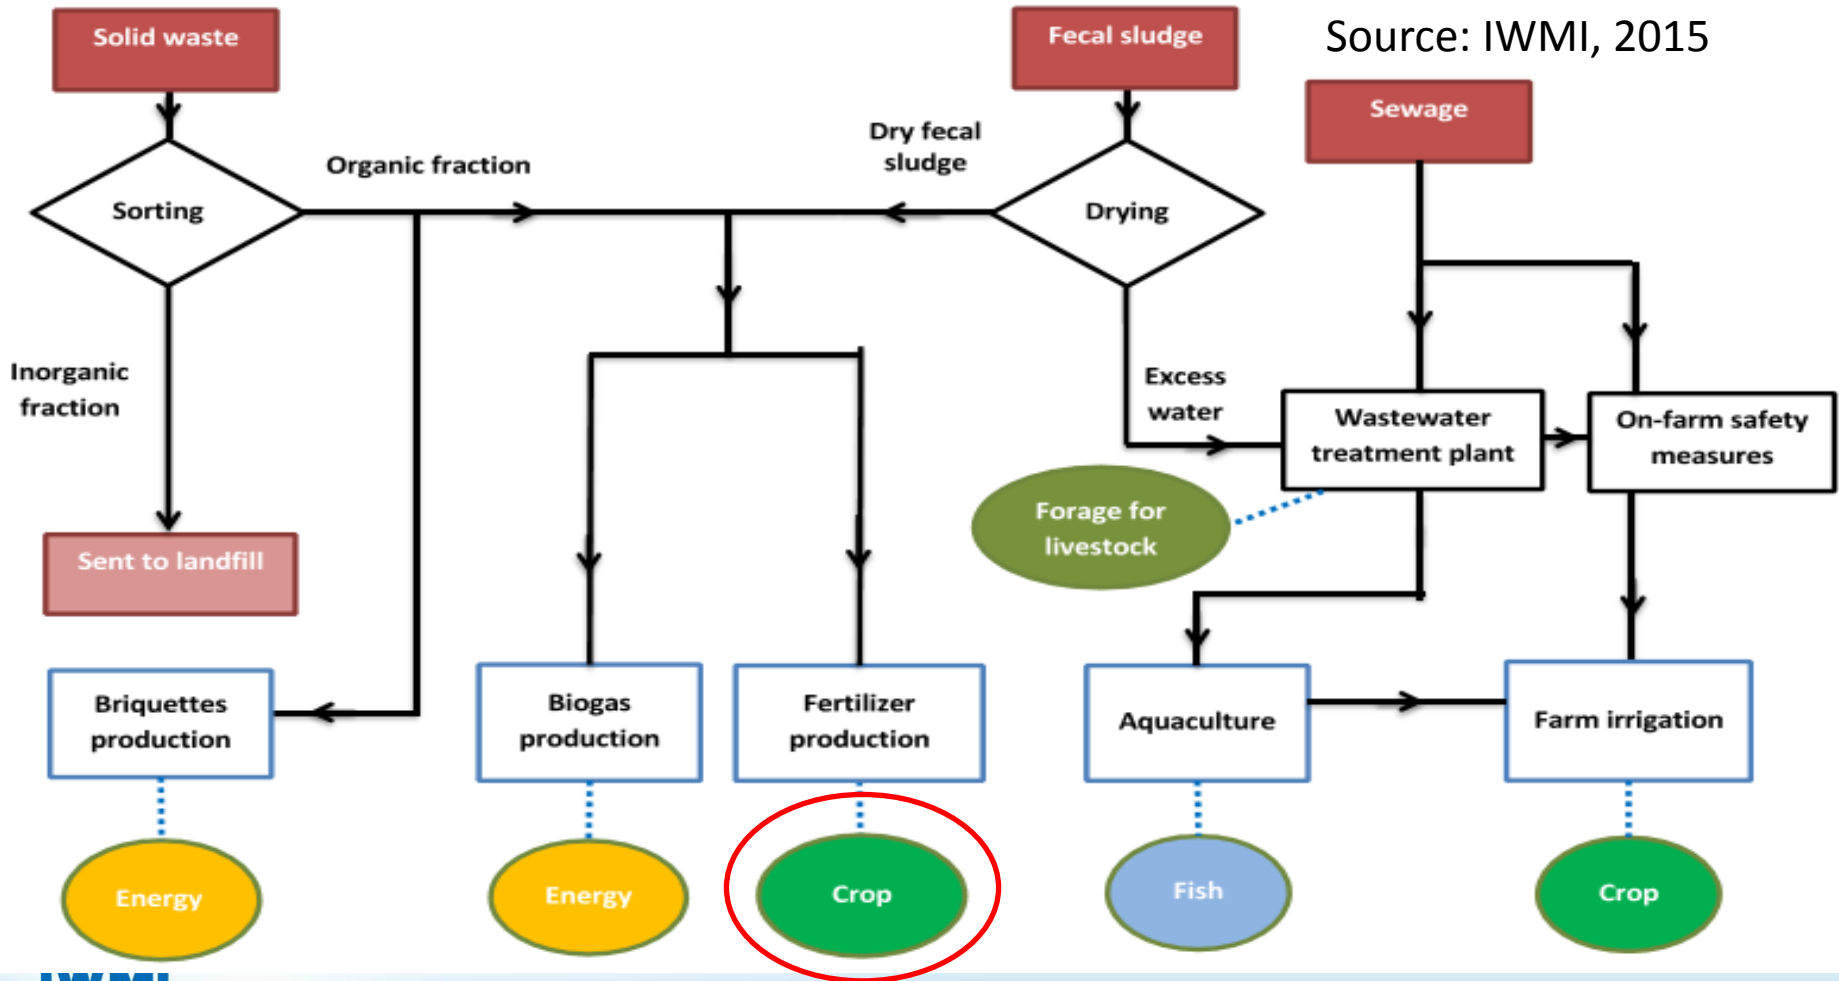 Solid waste
Fecal sludge
Source: IWMI, 2015
Sewage
Dry fecal
sludge
Organic fraction
Sorting
Drying
Inorganic
fraction
Excess
water
Wastewater
treatment plant
On-farm safety
measures
Forage for
livestock
Sent to landfill
Briquettes
production
Biogas
production
Fertilizer
production
Aquaculture
Farm irrigation
Energy
Energy
Crop
Fish
Crop
IWMI